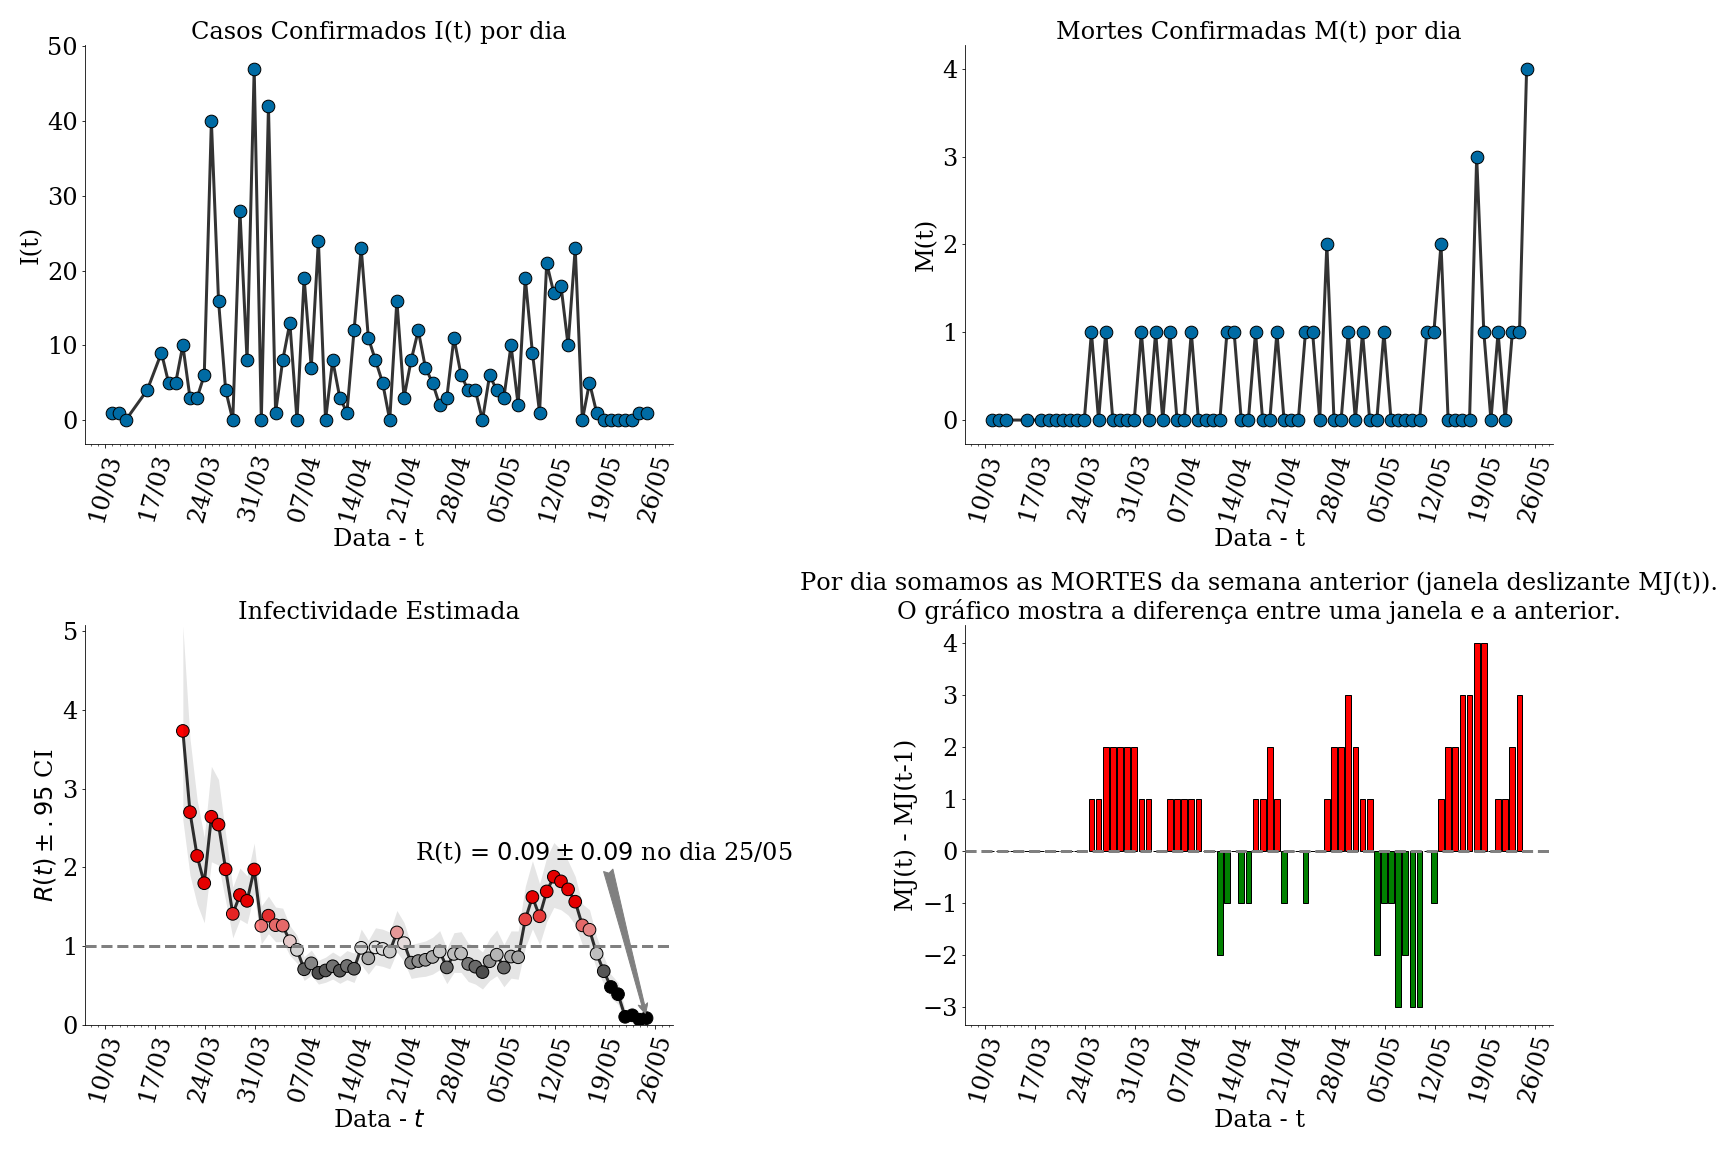 Casos Confirmados I(t) por dia
50
40
30
20
10
0
I(t)
10/03 17/03 24/03 31/03 07/04 14/04 21/04 28/04 05/05 12/05 19/05 26/05
Data - t
Mortes Confirmadas M(t) por dia
4
3
2
1
0
M(t)
10/03 17/03 24/03 31/03 07/04 14/04 21/04 28/04 05/05 12/05 19/05 26/05
Data - t
Infectividade Estimada
5
4
3
2
1
0
R(t) ± .95 CI
R(t) = 0.09 ± 0.09 no dia 25/05
10/03 17/03 24/03 31/03 07/04 14/04 21/04 28/04 05/05 12/05 19/05 26/05
Data - t
Por dia somamos as MORTES da semana anterior (janela deslizante MJ(t)).
O gráfico mostra a diferença entre uma janela e a anterior.
4
3
2
1
0
−1
−2
−3
MJ(t) - MJ(t-1)
10/03 17/03 24/03 31/03 07/04 14/04 21/04 28/04 05/05 12/05 19/05 26/05
Data - t